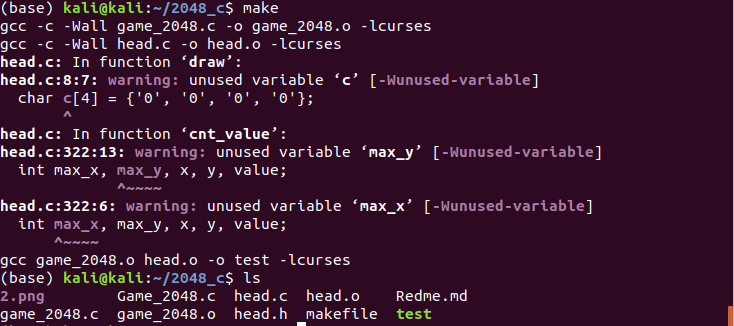 (base) kali@kali:~/2048_c$ make
gcc -c -Wall game_2048.c -o game_2048.o -lcurses
gcc -c -Wall head.c -o head.o -lcurses
head.c: In function ‘draw’:
head.c:8:7: warning: unused variable ‘c’ [-Wunused-variable]
  char c[4] = {'0', '0', '0', '0'};
       ^
head.c: In function ‘cnt_value’:
head.c:322:13: warning: unused variable ‘max_y’ [-Wunused-variable]
  int max_x, max_y, x, y, value;
             ^~~~~
head.c:322:6: warning: unused variable ‘max_x’ [-Wunused-variable]
  int max_x, max_y, x, y, value;
      ^~~~~
gcc game_2048.o head.o -o test -lcurses
(base) kali@kali:~/2048_c$ ls
2.png        Game_2048.c  head.c  head.o    Redme.md
game_2048.c  game_2048.o  head.h  makefile  test